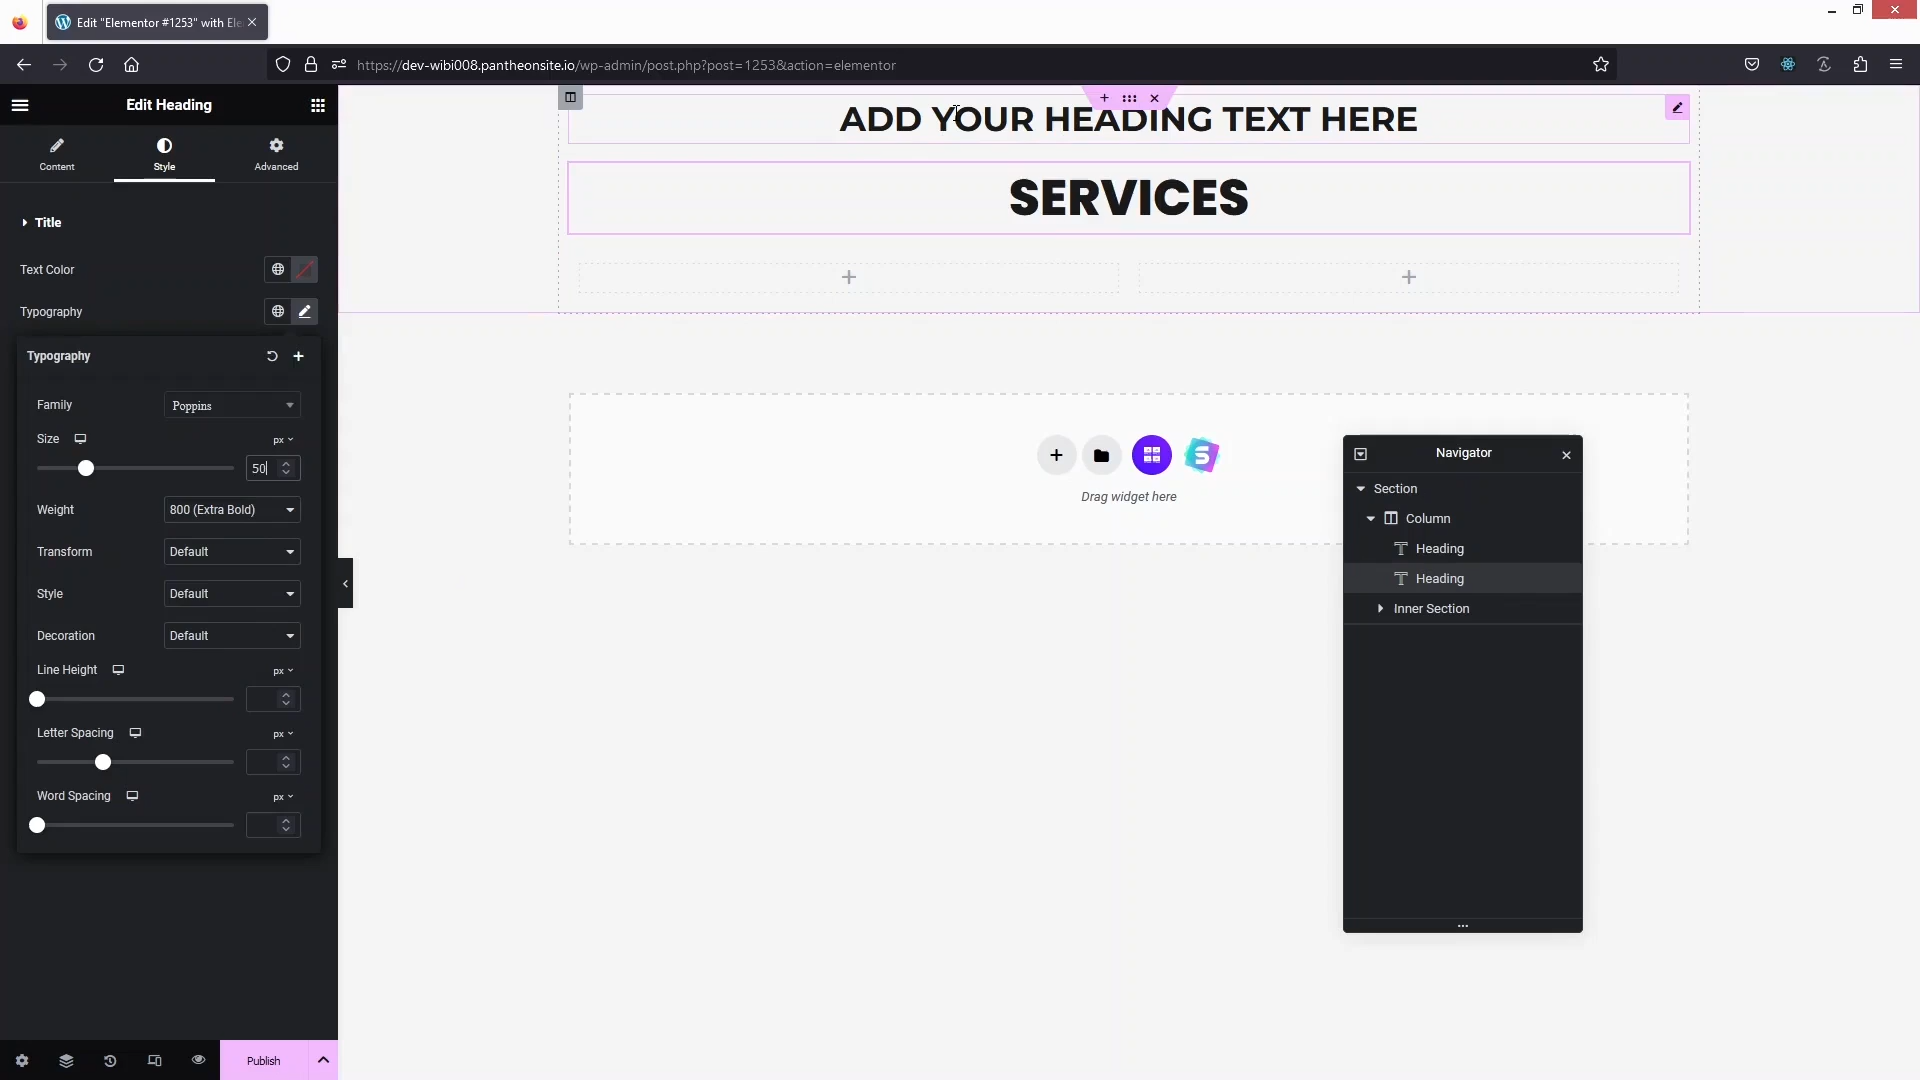 Edit "Elementor #1253" with Ele
https://dev-wibi008.pantheonsite.io/wp-admin/post.php?post=1253&action=elementor
Edit Heading
Content
Style
Advanced
Title
Text Color
Typography
Typography
Family
Poppins
Size
px
50
Weight
800 (Extra Bold)
Transform
Default
Style
Default
Decoration
Default
Line Height
px
Letter Spacing
px
Word Spacing
px
Publish
ADD YOUR HEADING TEXT HERE
SERVICES
Drag widget here
Navigator
Section
Column
Heading
Heading
Inner Section